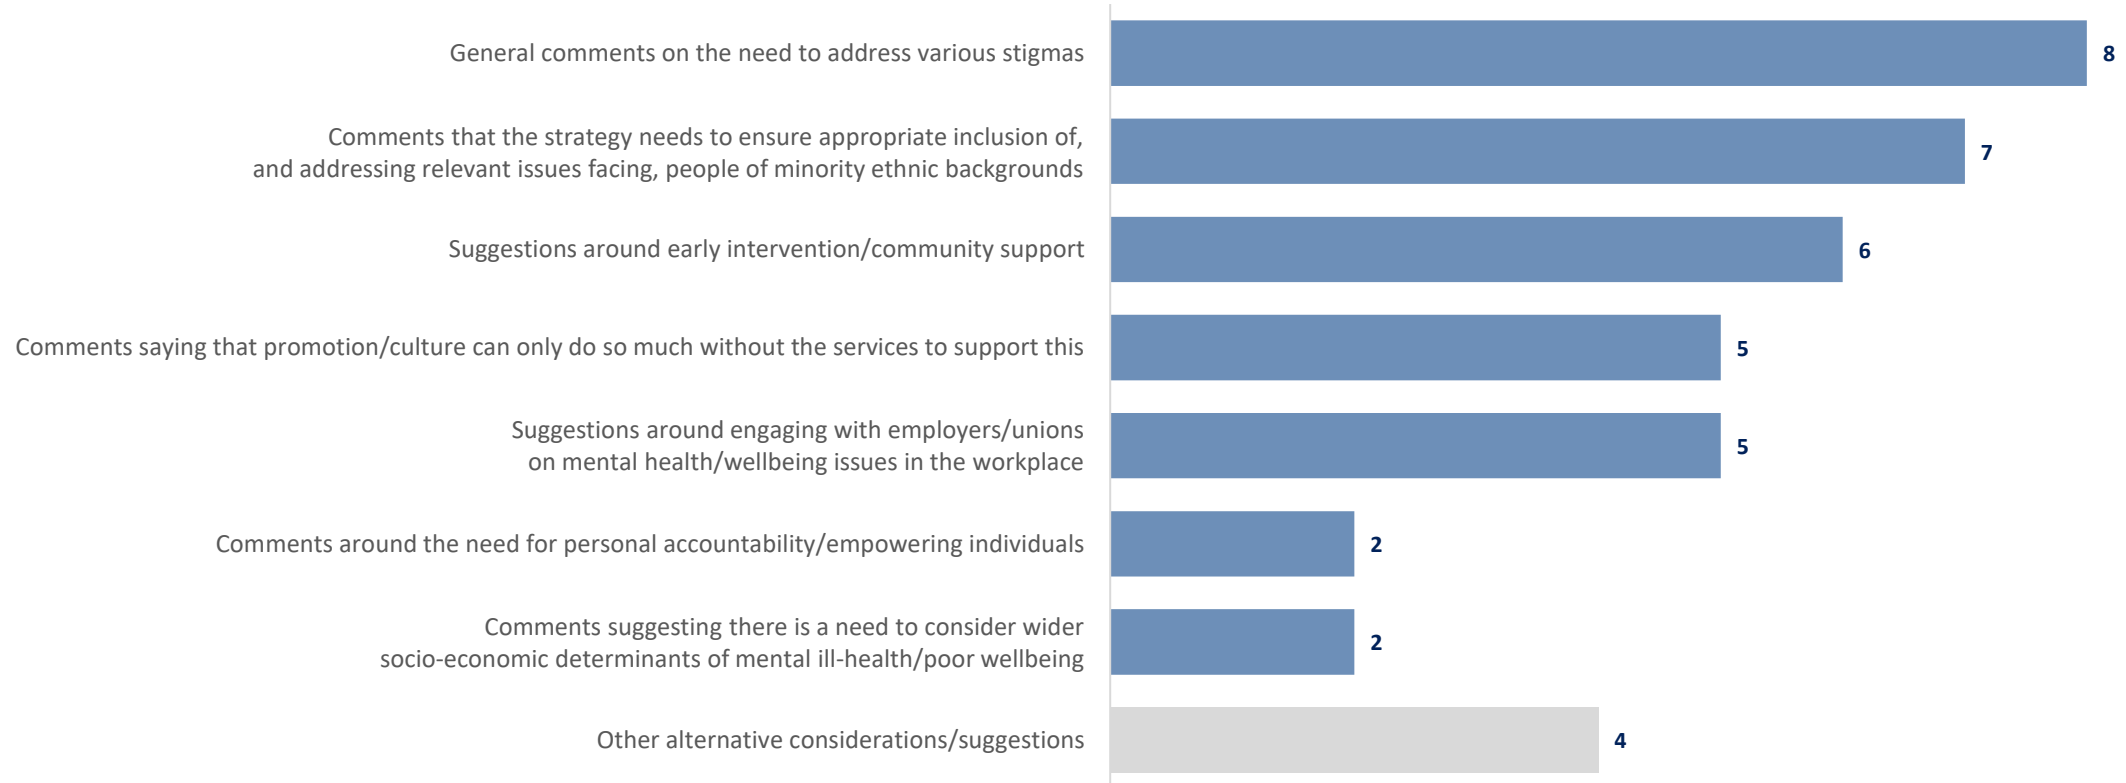 General comments on the need to address various stigmas
8
Comments that the strategy needs to ensure appropriate inclusion of,
and addressing relevant issues facing, people of minority ethnic backgrounds
7
Suggestions around early intervention/community support
6
Comments saying that promotion/culture can only do so much without the services to support this
5
Suggestions around engaging with employers/unions
on mental health/wellbeing issues in the workplace
5
Comments around the need for personal accountability/empowering individuals
2
Comments suggesting there is a need to consider wider
socio-economic determinants of mental ill-health/poor wellbeing
2
Other alternative considerations/suggestions
4